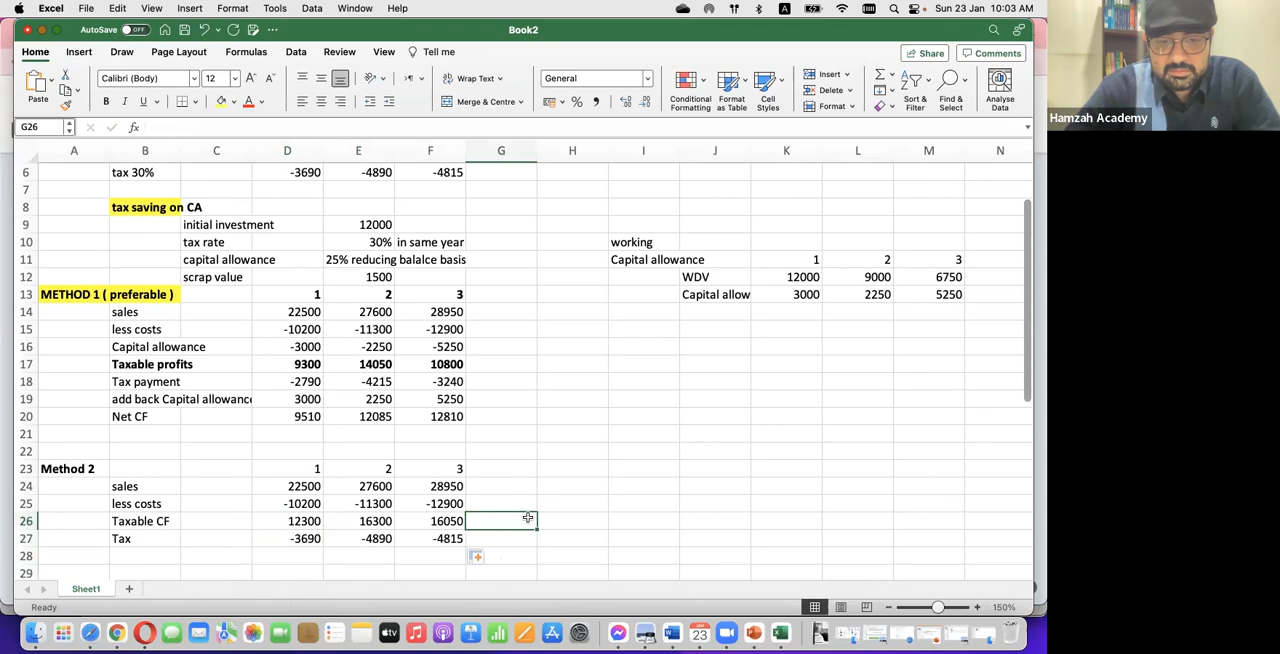 Excel File Edit View Insert Format Tools Data Window Help A Sun 23 Jan 10:03 AM
AutoSave OFF Book2
Home Insert Draw Page Layout Formulas Data Review View Tell me Share Comments
Paste Calibri (Body) 12 Wrap Text General Conditional Formatting Format as Table Cell Styles Insert Delete Format Sort & Filter Find & Select Analyse Data
B I U Merge & Centre
Hamzah Academy
G26 fx
A B C D E F G H I J K L M N
6 tax 30% -3690 -4890 -4815
7
8 tax saving on CA
9 initial investment 12000
10 tax rate 30% in same year working
11 capital allowance 25% reducing balalce basis Capital allowance 1 2 3
12 scrap value 1500 WDV 12000 9000 6750
13 METHOD 1 ( preferable ) 1 2 3 Capital allow 3000 2250 5250
14 sales 22500 27600 28950
15 less costs -10200 -11300 -12900
16 Capital allowance -3000 -2250 -5250
17 Taxable profits 9300 14050 10800
18 Tax payment -2790 -4215 -3240
19 add back Capital allowance 3000 2250 5250
20 Net CF 9510 12085 12810
21
22
23 Method 2 1 2 3
24 sales 22500 27600 28950
25 less costs -10200 -11300 -12900
26 Taxable CF 12300 16300 16050
27 Tax -3690 -4890 -4815
28
29
Sheet1
Ready 150%